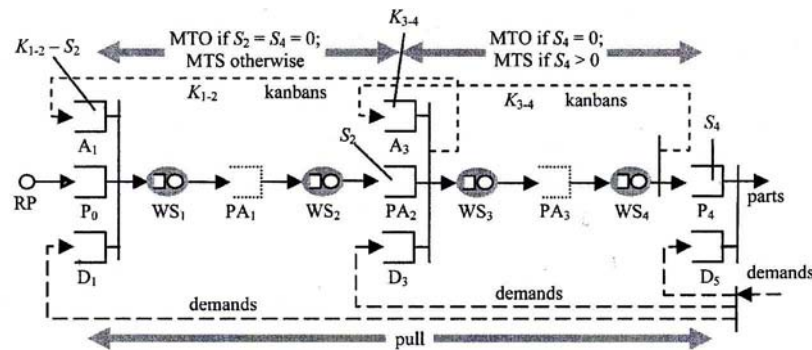 K1-2 – S2
MTO if S2 = S4 = 0;
MTS otherwise
K3-4
MTO if S4 = 0;
MTS if S4 > 0
K1-2 kanbans
K3-4 kanbans
A1
A3
S2
S4
RP
P0
WS1
PA1
WS2
PA2
WS3
PA3
WS4
P4
parts
D1
D3
D5
demands
demands
demands
pull